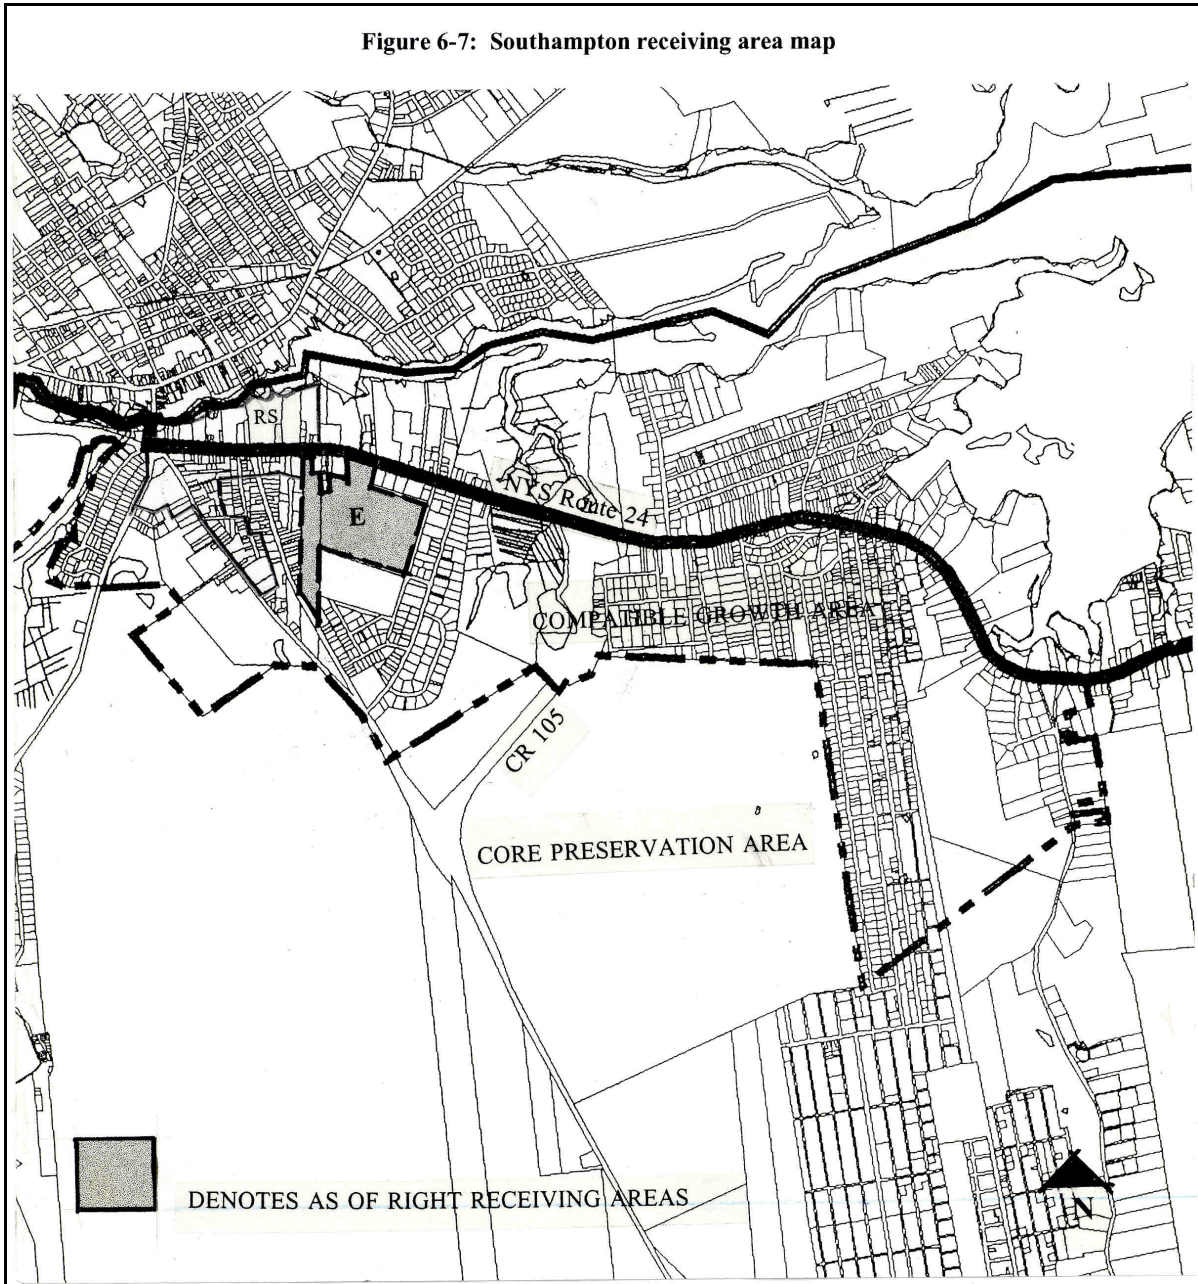 Figure 6-7: Southampton receiving area map
RS
NYS Route 24
E
COMPATIBLE GROWTH AREA
CR 105
CORE PRESERVATION AREA
DENOTES AS OF RIGHT RECEIVING AREAS
N